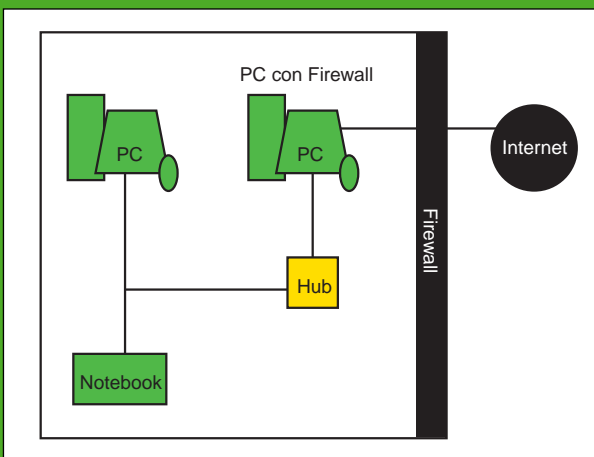 PC con Firewall
PC
PC
Internet
Firewall
Hub
Notebook